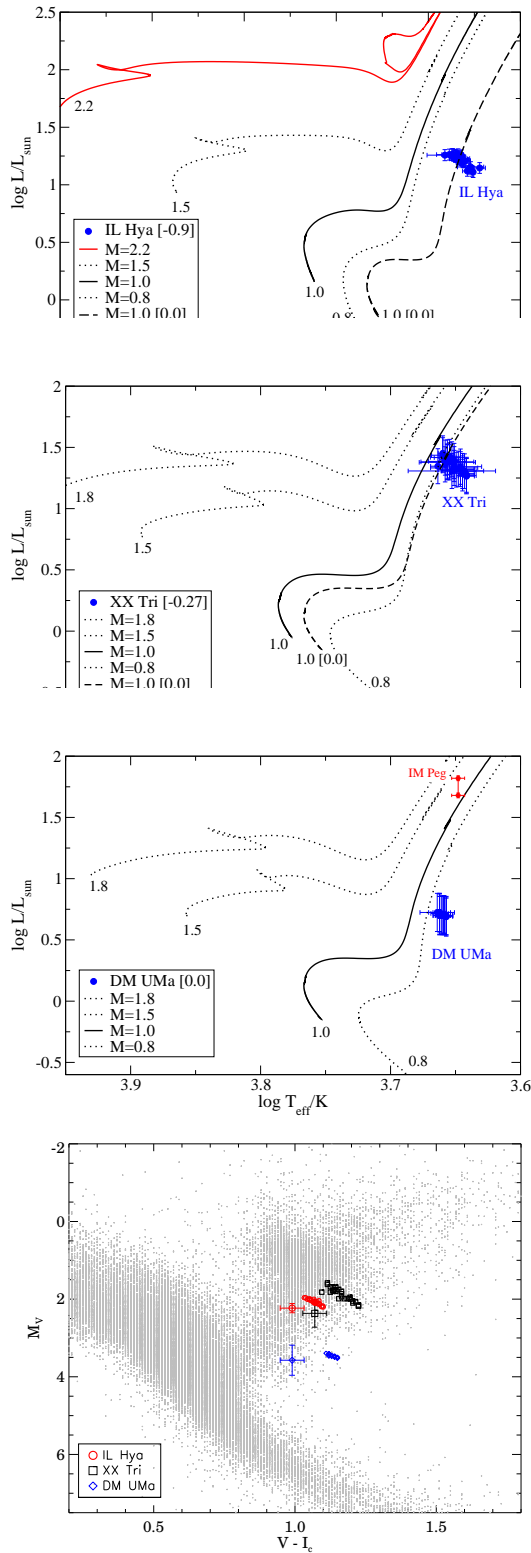 2.5
2
1.5
1
0.5
0
log L/L_sun
2.2
1.5
IL Hya
IL Hya [-0.9]
M=2.2
M=1.5
M=1.0
M=0.8
M=1.0 [0.0]
1.0
0.8
1.0 [0.0]
2
1.5
1
0.5
0
log L/L_sun
1.8
1.5
XX Tri
XX Tri [-0.27]
M=1.8
M=1.5
M=1.0
M=0.8
M=1.0 [0.0]
1.0
1.0 [0.0]
0.8
2
1.5
1
0.5
0
-0.5
log L/L_sun
IM Peg
1.8
1.5
DM UMa
DM UMa [0.0]
M=1.8
M=1.5
M=1.0
M=0.8
1.0
0.8
3.9 3.8 3.7 3.6
log T_eff/K
-2
0
2
4
6
M_V
IL Hya
XX Tri
DM UMa
0.5 1.0 1.5
V - I_c